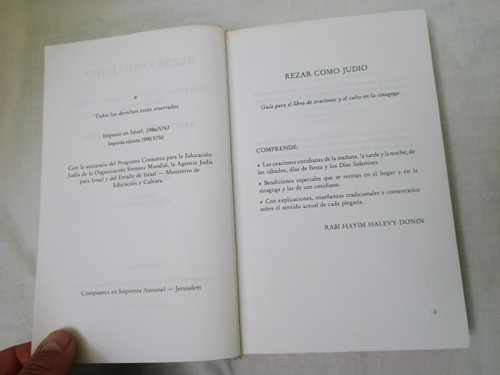 *
Todos los derechos están reservados
Impreso en Israel, 1986/5747
Segunda edición 1990/5750
Con la asistencia del Programa Conjunto para la Educación
Judía de la Organización Sionista Mundial, la Agencia Judía
para Israel y del Estado de Israel — Ministerio de
Educación y Cultura.
Compuesto en Imprenta Astronel — Jerusalem
REZAR COMO JUDIO
Guía para el libro de oraciones y el culto en la sinagoga
COMPRENDE:
• Las oraciones cotidianas de la mañana, la tarde y la noche; de
los sábados, días de fiesta y los Días Solemnes.
• Bendiciones especiales que se recitan en el hogar y en la
sinagoga y las de uso cotidiano.
• Con explicaciones, enseñanzas tradicionales y comentarios
sobre el sentido actual de cada plegaria.
RABI HAYIM HALEVY DONIN